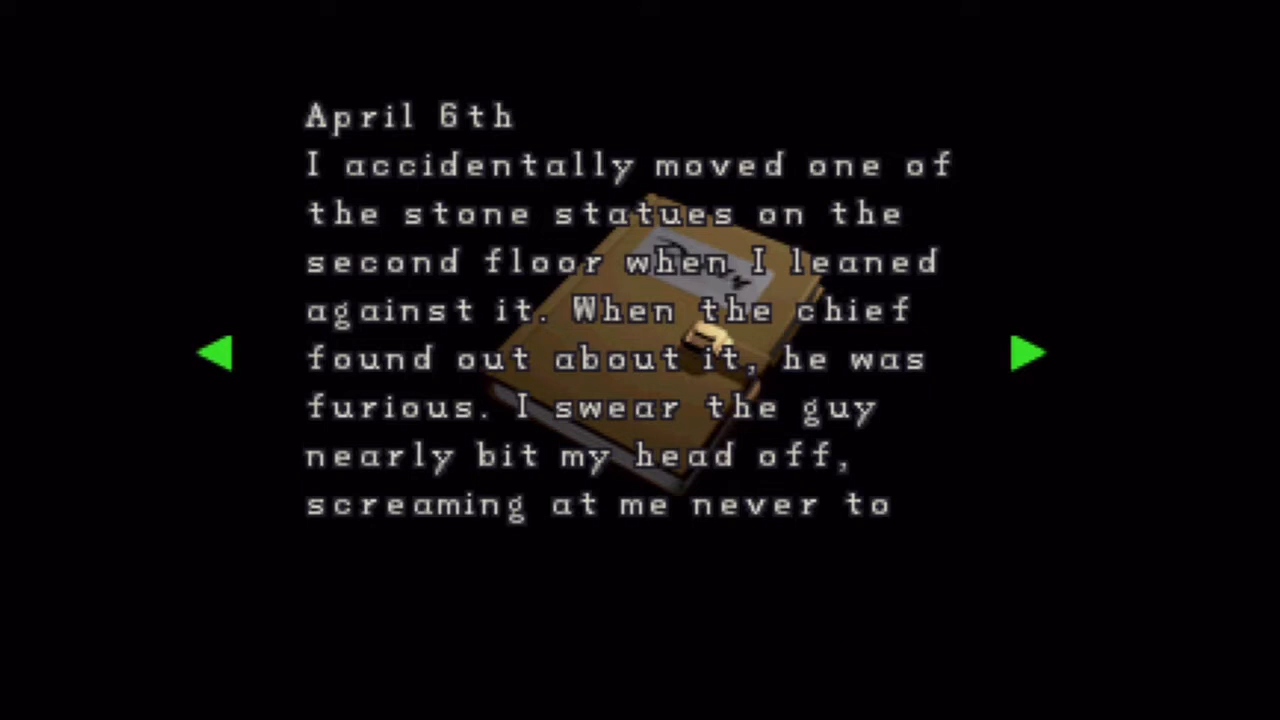 April 6th
I accidentally moved one of
the stone statues on the
second floor when I leaned
against it. When the chief
found out about it, he was
furious. I swear the guy
nearly bit my head off,
screaming at me never to